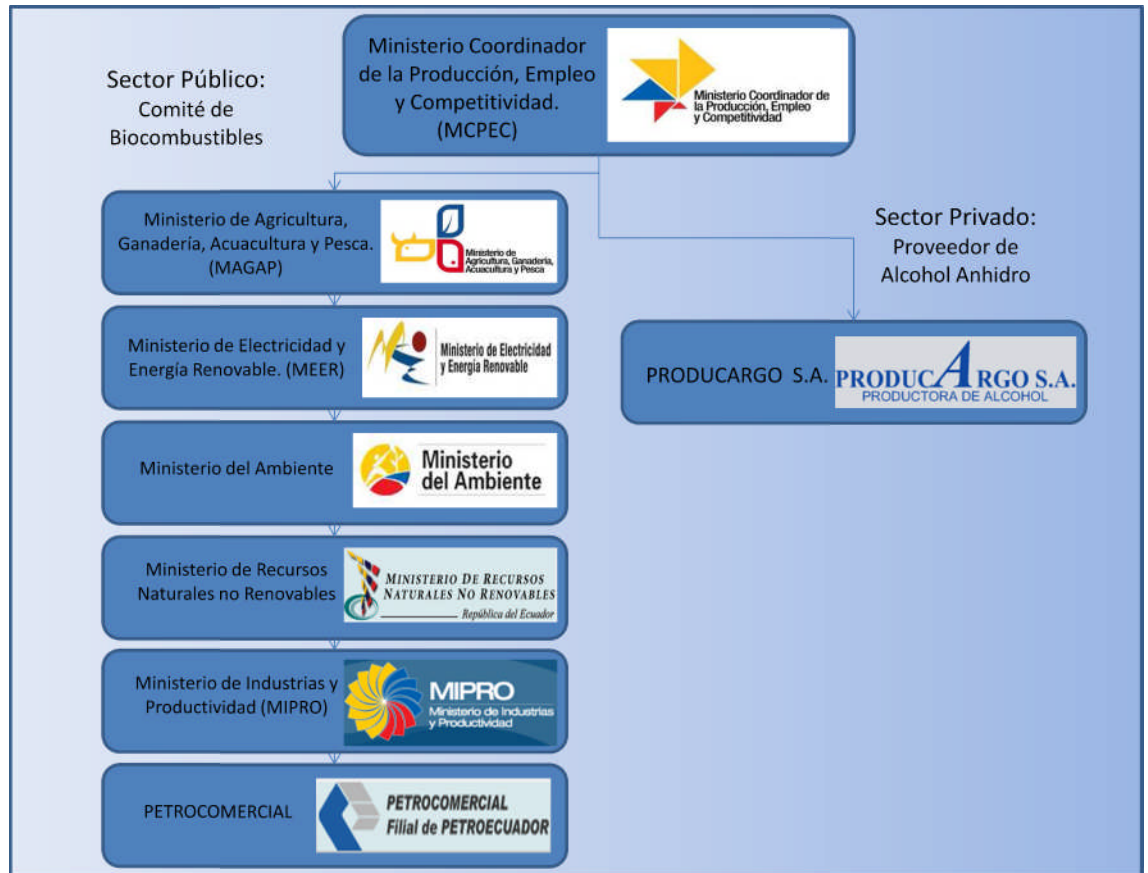 Sector Público:
Comité de
Biocombustibles
Ministerio Coordinador
de la Producción, Empleo
y Competitividad.
(MCPEC)
Ministerio Coordinador de
la Producción, Empleo
y Competitividad
Ministerio de Agricultura,
Ganadería, Acuacultura y Pesca.
(MAGAP)
Ministerio de
Agricultura, Ganadería,
Acuacultura y Pesca
Sector Privado:
Proveedor de
Alcohol Anhidro
Ministerio de Electricidad y
Energía Renovable. (MEER)
Ministerio de Electricidad
y Energía Renovable
PRODUCARGO S.A.
PRODUCARGO S.A.
PRODUCTORA DE ALCOHOL
Ministerio del Ambiente
Ministerio
del Ambiente
Ministerio de Recursos
Naturales no Renovables
MINISTERIO DE RECURSOS
NATURALES NO RENOVABLES
República del Ecuador
Ministerio de Industrias y
Productividad (MIPRO)
MIPRO
Ministerio de Industrias
y Productividad
PETROCOMERCIAL
PETROCOMERCIAL
Filial de PETROECUADOR